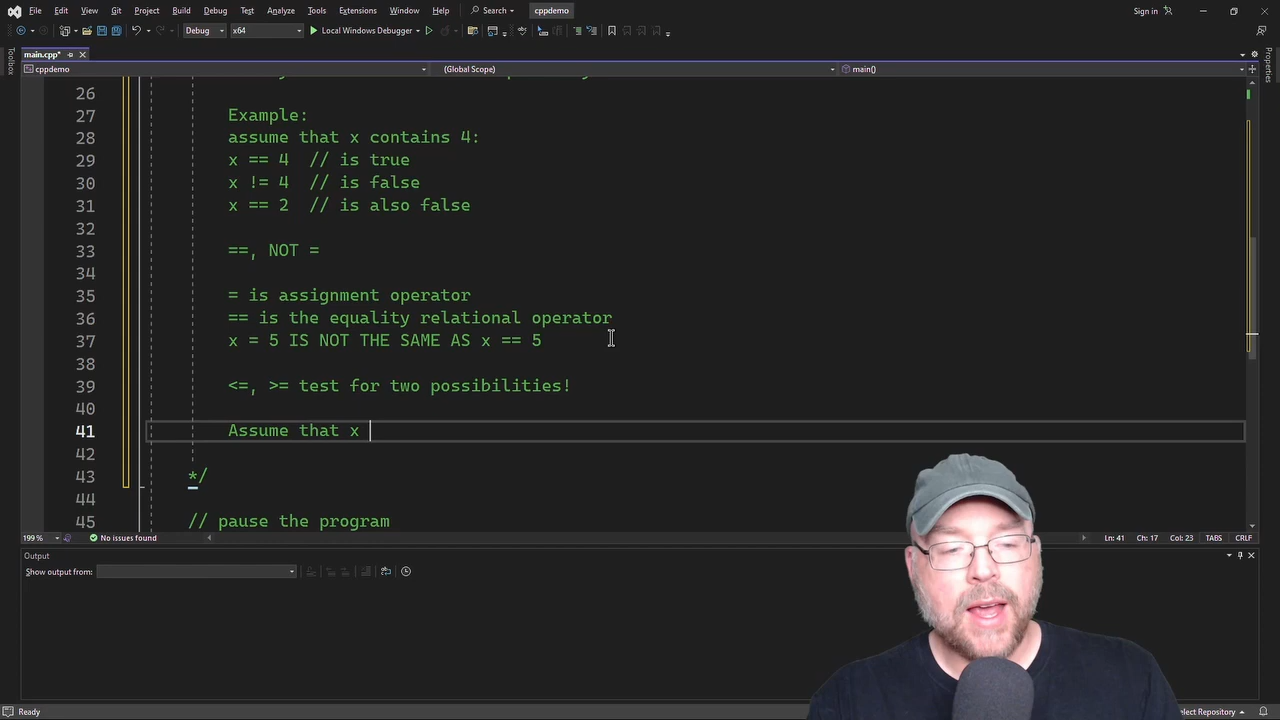 File Edit View Git Project Build Debug Test Analyze Tools Extensions Window Help Search cppdemo Sign in
Debug x64 Local Windows Debugger
main.cpp*
cppdemo (Global Scope) main()
Toolbox
Properties
26
27 Example:
28 assume that x contains 4:
29 x == 4 // is true
30 x != 4 // is false
31 x == 2 // is also false
32
33 ==, NOT =
34
35 = is assignment operator
36 == is the equality relational operator
37 x = 5 IS NOT THE SAME AS x == 5
38
39 <=, >= test for two possibilities!
40
41 Assume that x
42
43 */
44
45 // pause the program
199 % No issues found Ln: 41 Ch: 17 Col: 23 TABS CRLF
Output
Show output from:
Ready elect Repository